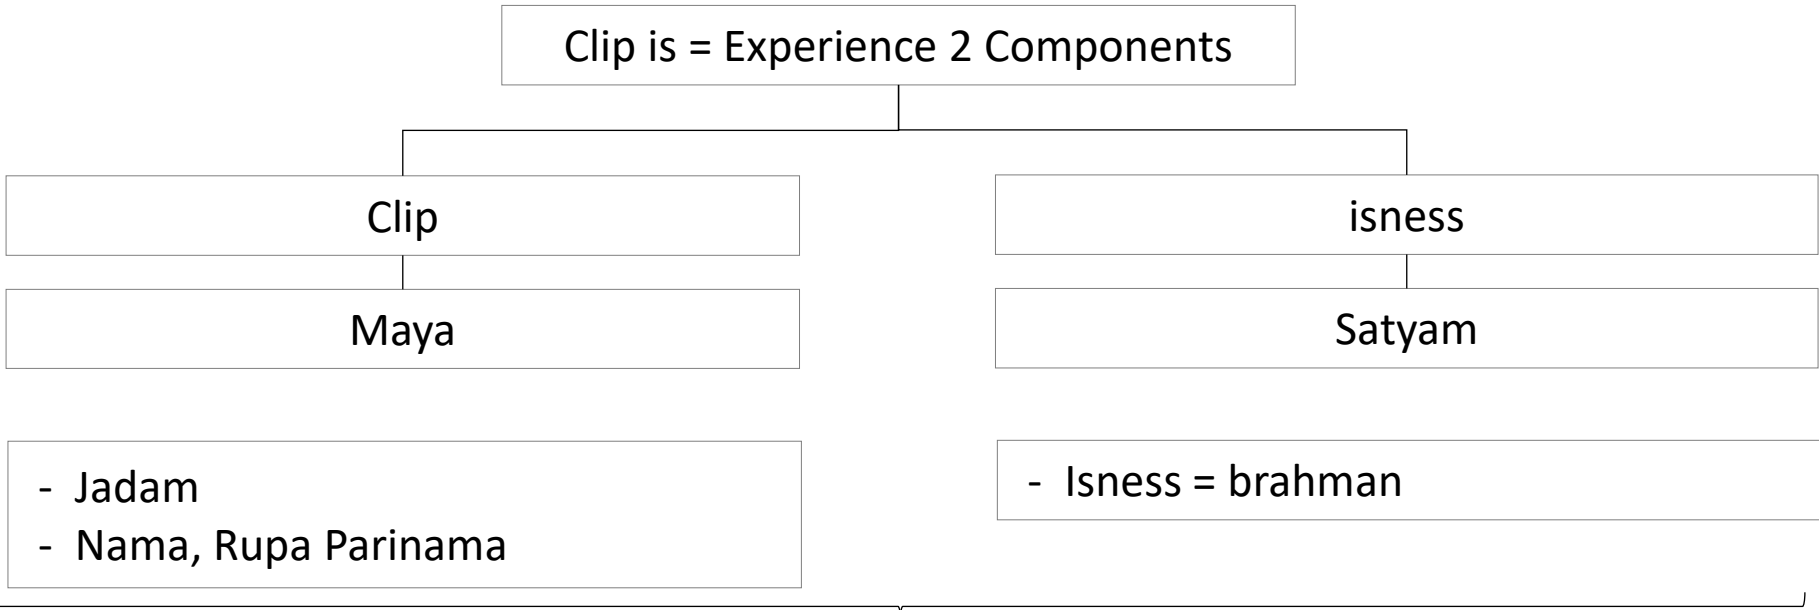 Clip is = Experience 2 Components
Clip
isness
Maya
Satyam
- Jadam
- Nama, Rupa Parinama
- Isness = brahman